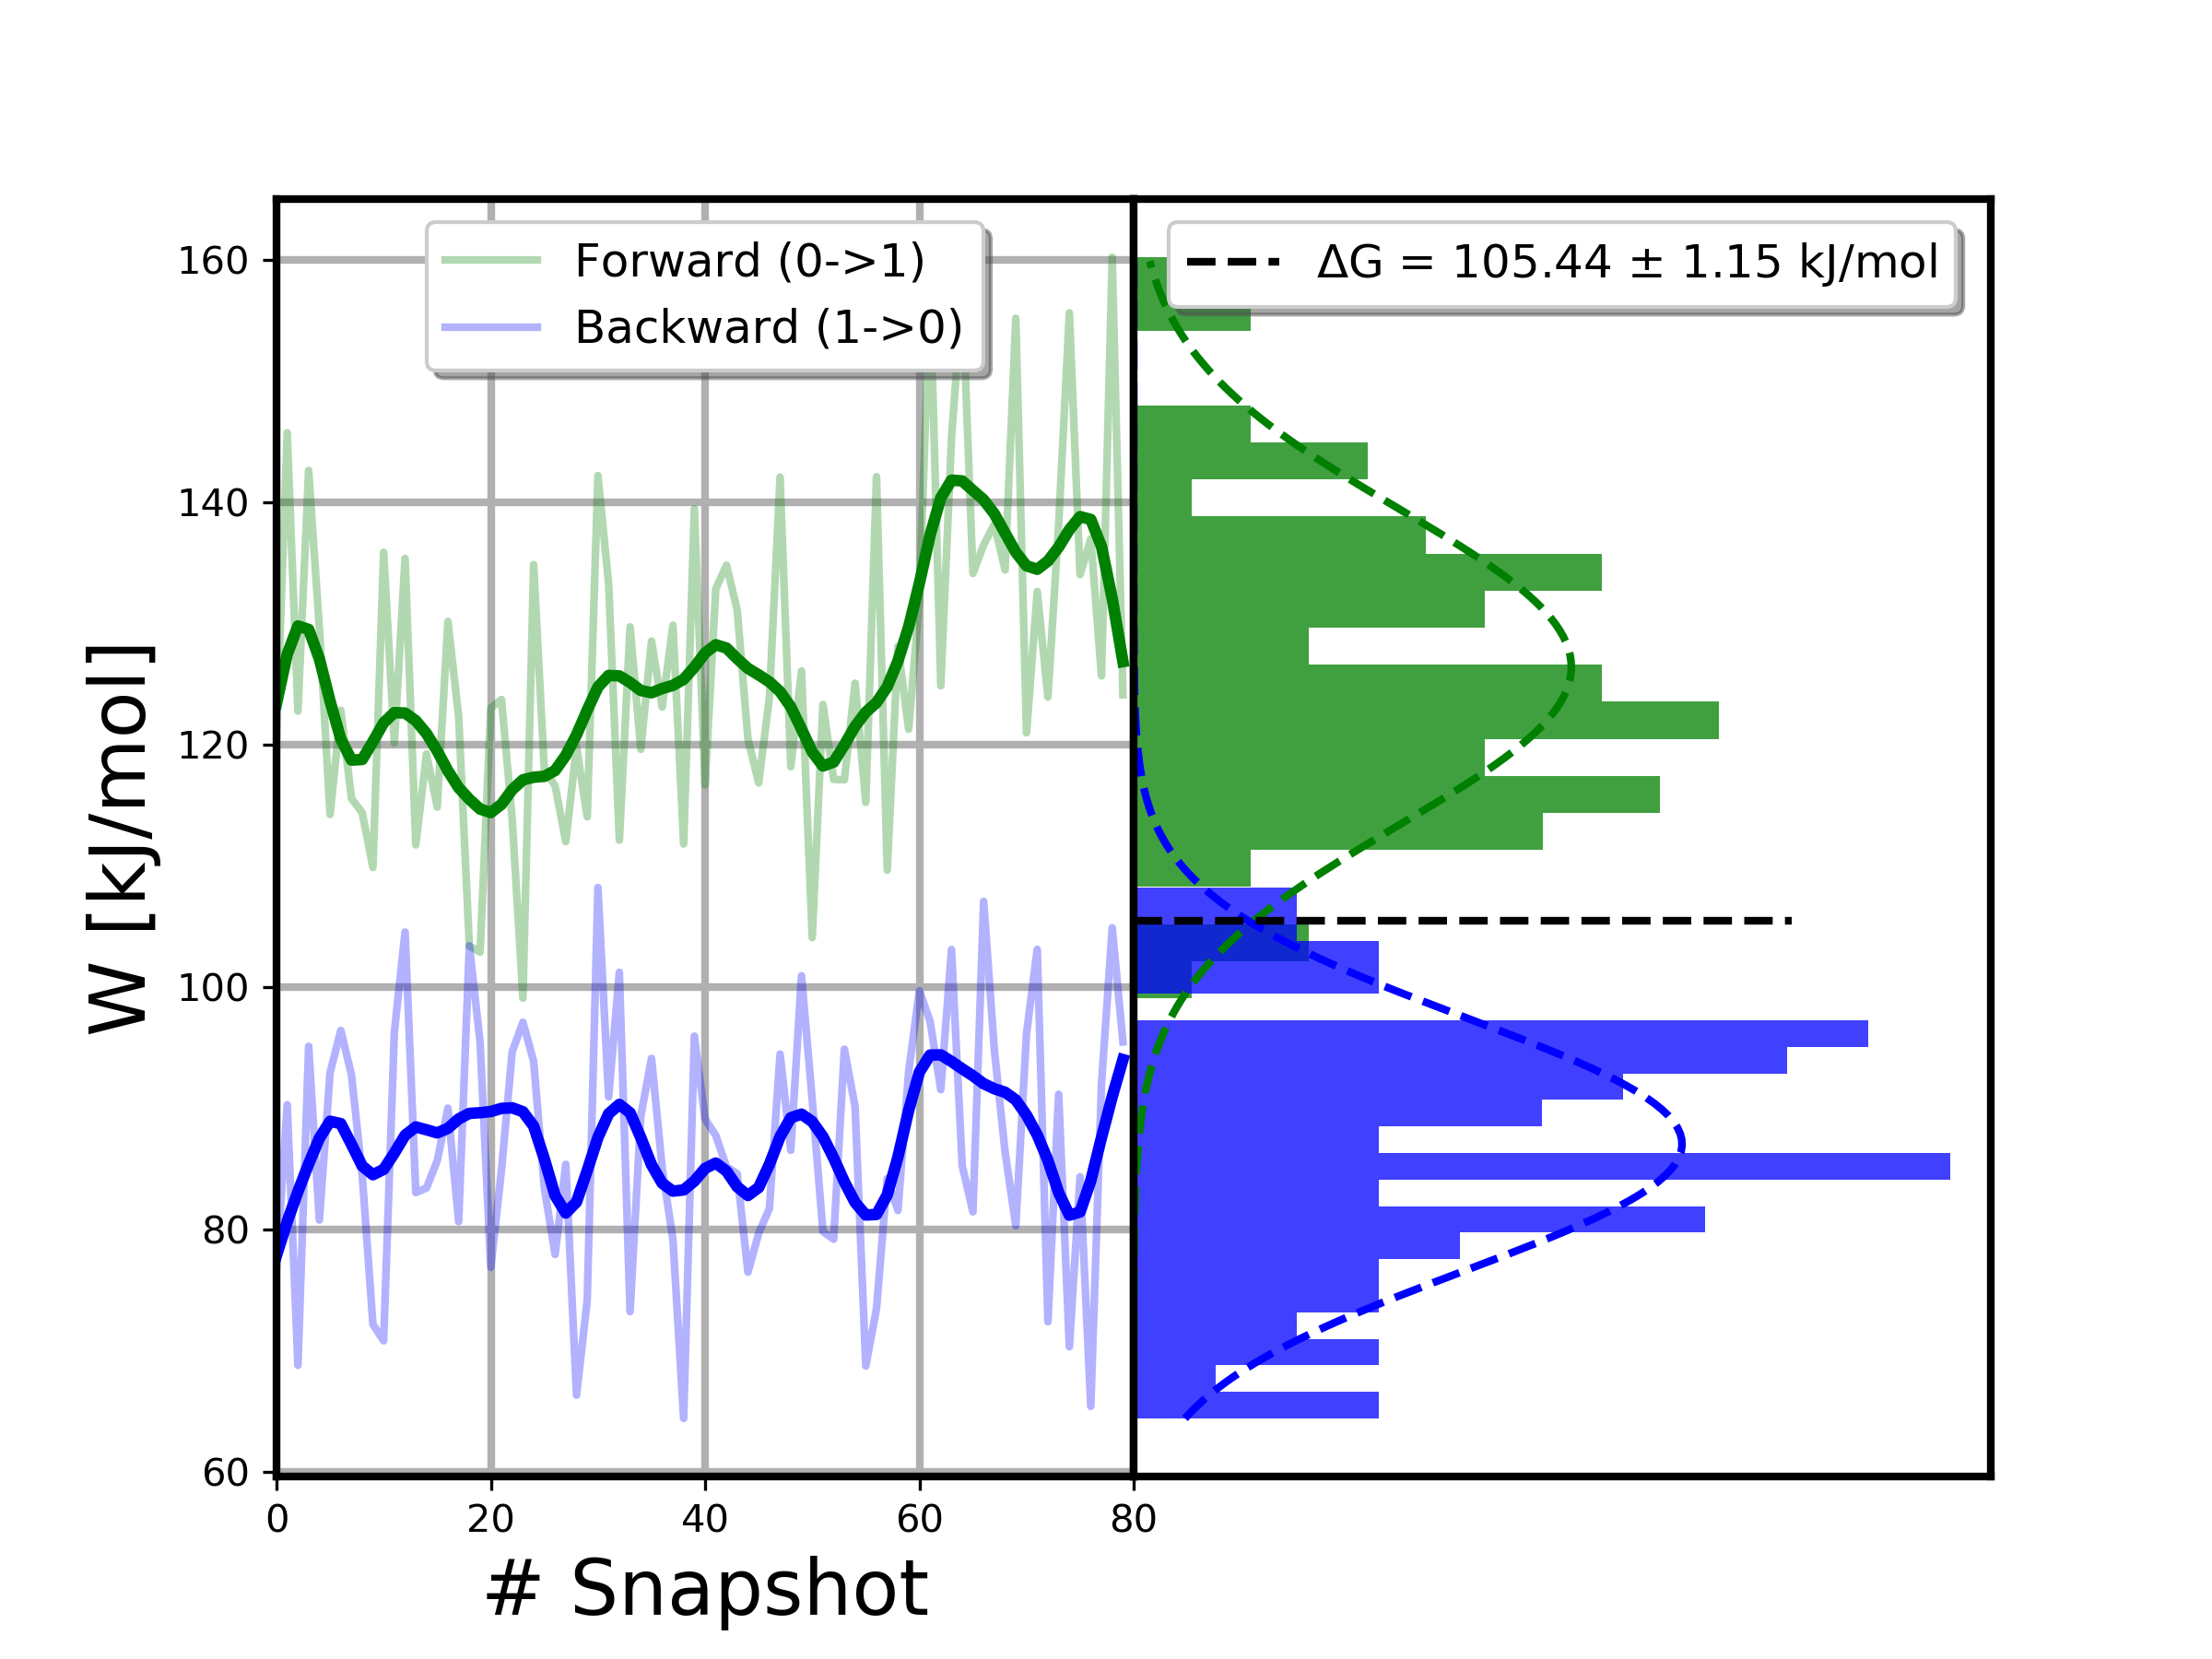 Forward (0->1)
Backward (1->0)
ΔG = 105.44 ± 1.15 kJ/mol
W [kJ/mol]
160
140
120
100
80
60
0 20 40 60 80
# Snapshot